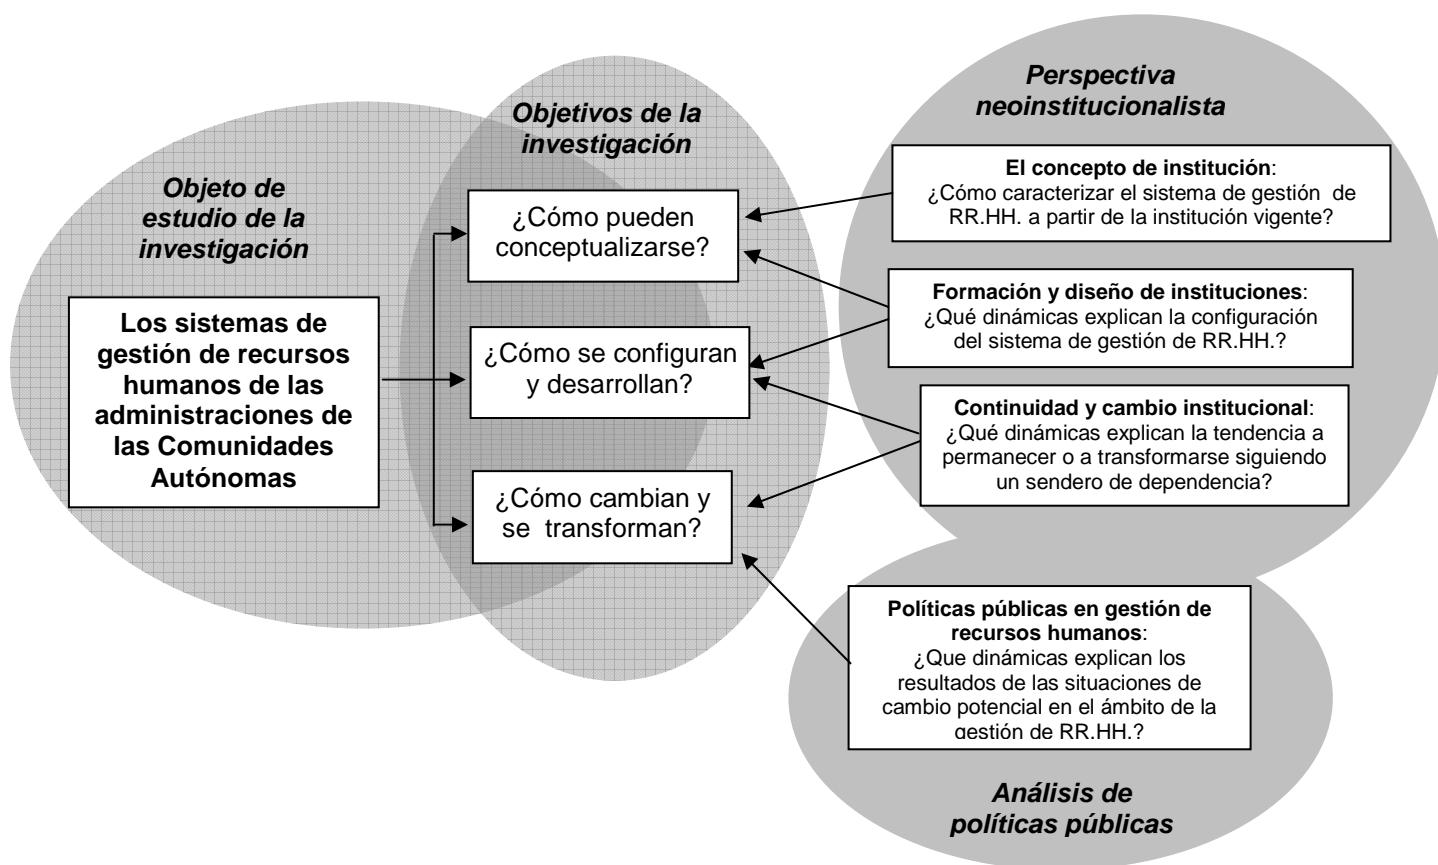 Objeto de
estudio de la
investigación
Los sistemas de
gestión de recursos
humanos de las
administraciones de
las Comunidades
Autónomas
Objetivos de la
investigación
¿Cómo pueden
conceptualizarse?
¿Cómo se configuran
y desarrollan?
¿Cómo cambian y
se transforman?
Perspectiva
neoinstitucionalista
El concepto de institución:
¿Cómo caracterizar el sistema de gestión de
RR.HH. a partir de la institución vigente?
Formación y diseño de instituciones:
¿Qué dinámicas explican la configuración
del sistema de gestión de RR.HH.?
Continuidad y cambio institucional:
¿Qué dinámicas explican la tendencia a
permanecer o a transformarse siguiendo
un sendero de dependencia?
Políticas públicas en gestión de
recursos humanos:
¿Que dinámicas explican los
resultados de las situaciones de
cambio potencial en el ámbito de la
gestión de RR.HH.?
Análisis de
políticas públicas